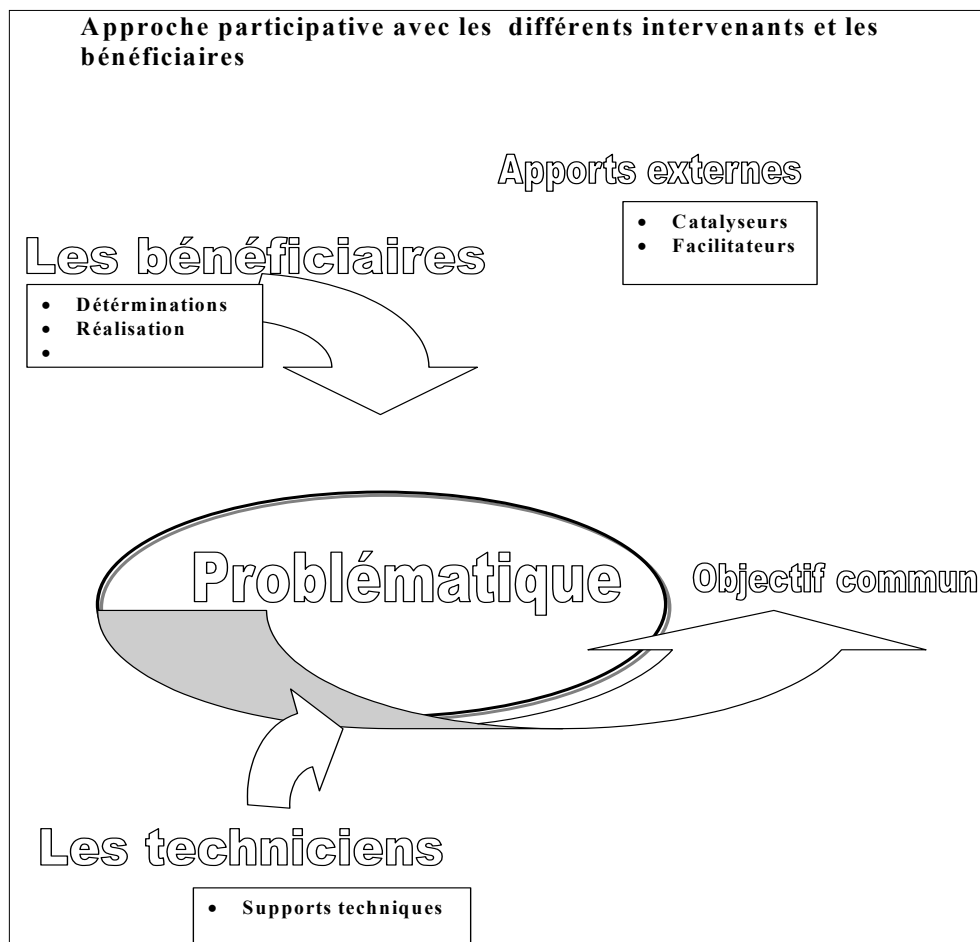 Approche participative avec les différents intervenants et les
bénéficiaires
Apports externes
• Catalyseurs
• Facilitateurs
Les bénéficiaires
• Détérminations
• Réalisation
•
Problématique
Objectif commun
Les techniciens
• Supports techniques